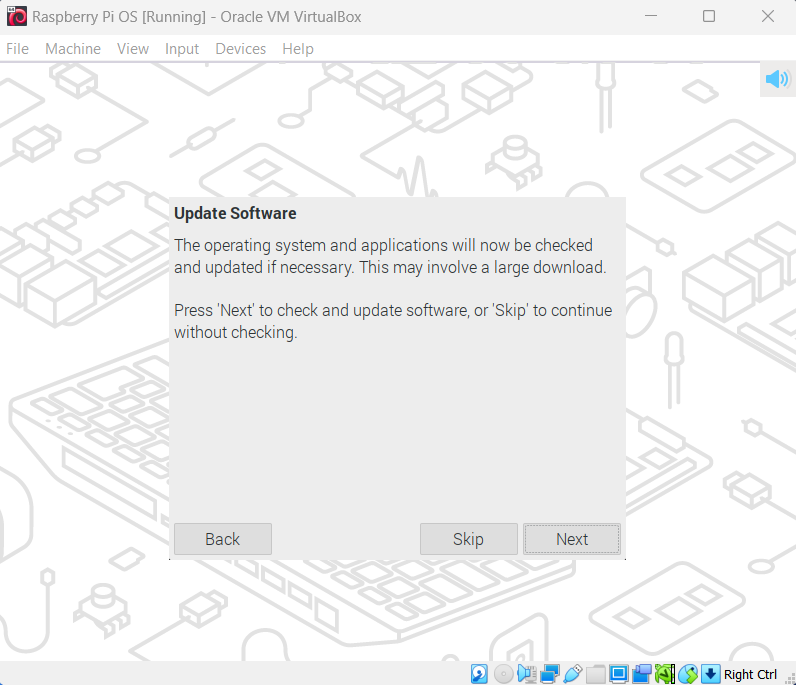 Raspberry Pi OS [Running] - Oracle VM VirtualBox
File Machine View Input Devices Help
Update Software
The operating system and applications will now be checked
and updated if necessary. This may involve a large download.
Press 'Next' to check and update software, or 'Skip' to continue
without checking.
Back Skip Next
Right Ctrl